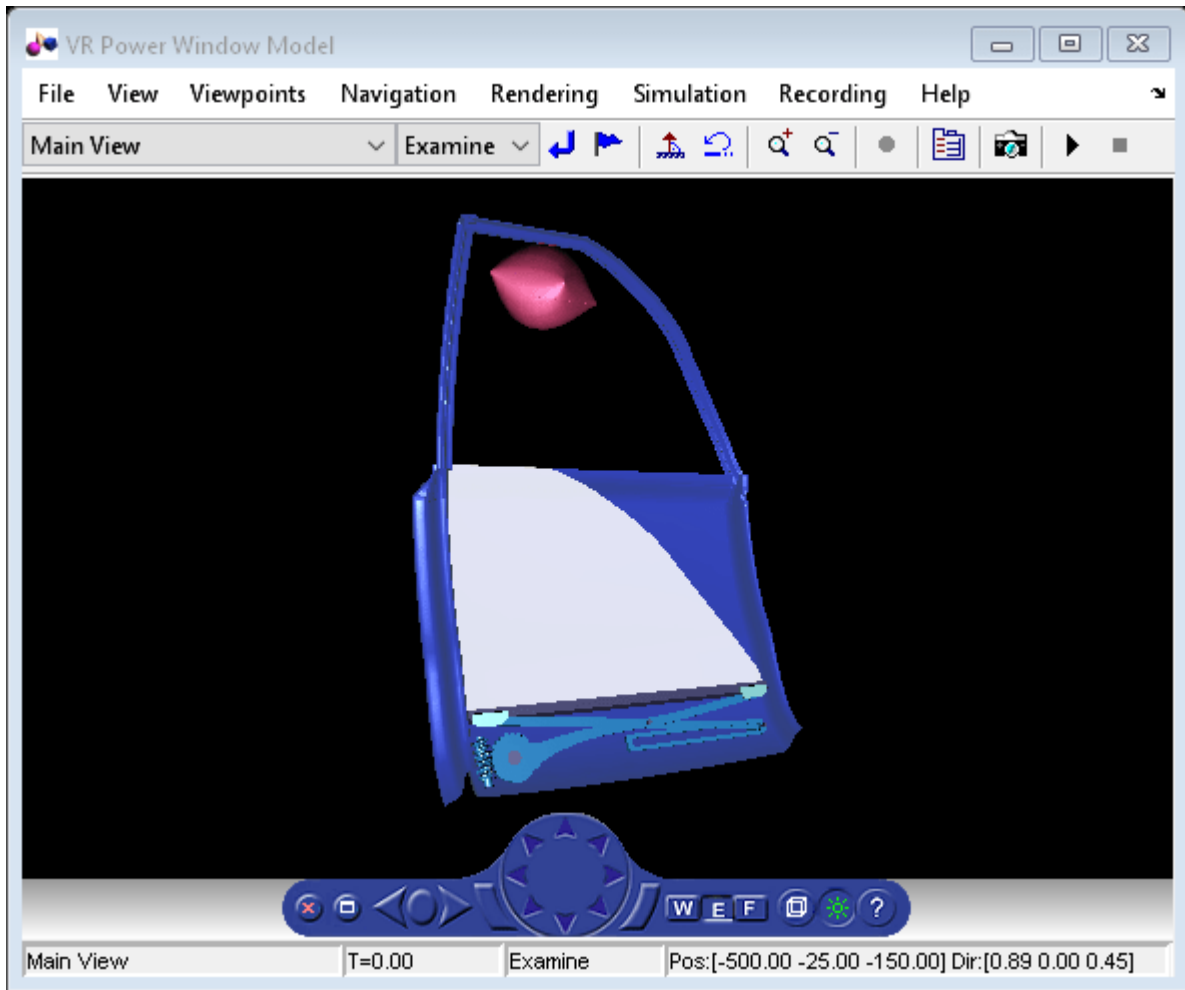 VR Power Window Model
File View Viewpoints Navigation Rendering Simulation Recording Help
Main View Examine
W E F ?
Main View T=0.00 Examine Pos:[-500.00 -25.00 -150.00] Dir:[0.89 0.00 0.45]